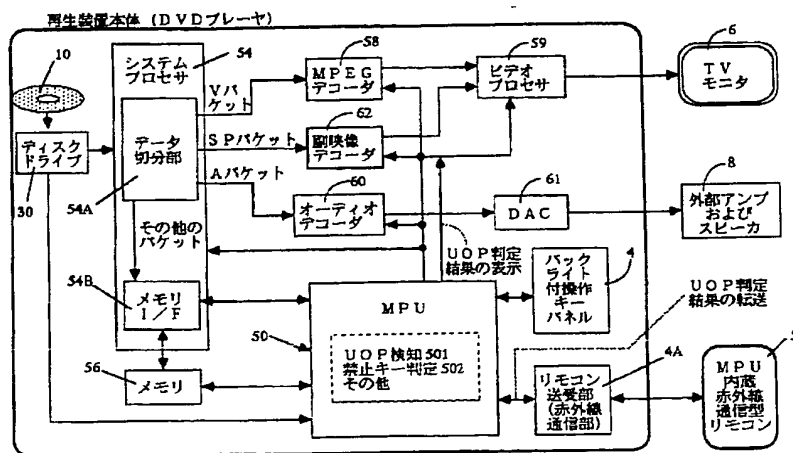 再生装置本体（DVDプレーヤ）
10
システム
プロセサ
54
58
MPEG
デコーダ
59
ビデオ
プロセサ
6
TV
モニタ
Vパケット
ディスク
ドライブ
30
データ
切分部
54A
SPパケット
62
副映像
デコーダ
Aパケット
60
オーディオ
デコーダ
61
DAC
8
外部アンプ
および
スピーカ
その他の
パケット
UOP判定
結果の表示
54B
メモリ
I/F
MPU
バック
ライト
付操作
キー
パネル
4
UOP判定
結果の転送
50
UOP検知501
禁止キー判定502
その他
56
メモリ
リモコン
送受部
(赤外線
通信部)
4A
MPU
内蔵
赤外線
通信型
リモコン